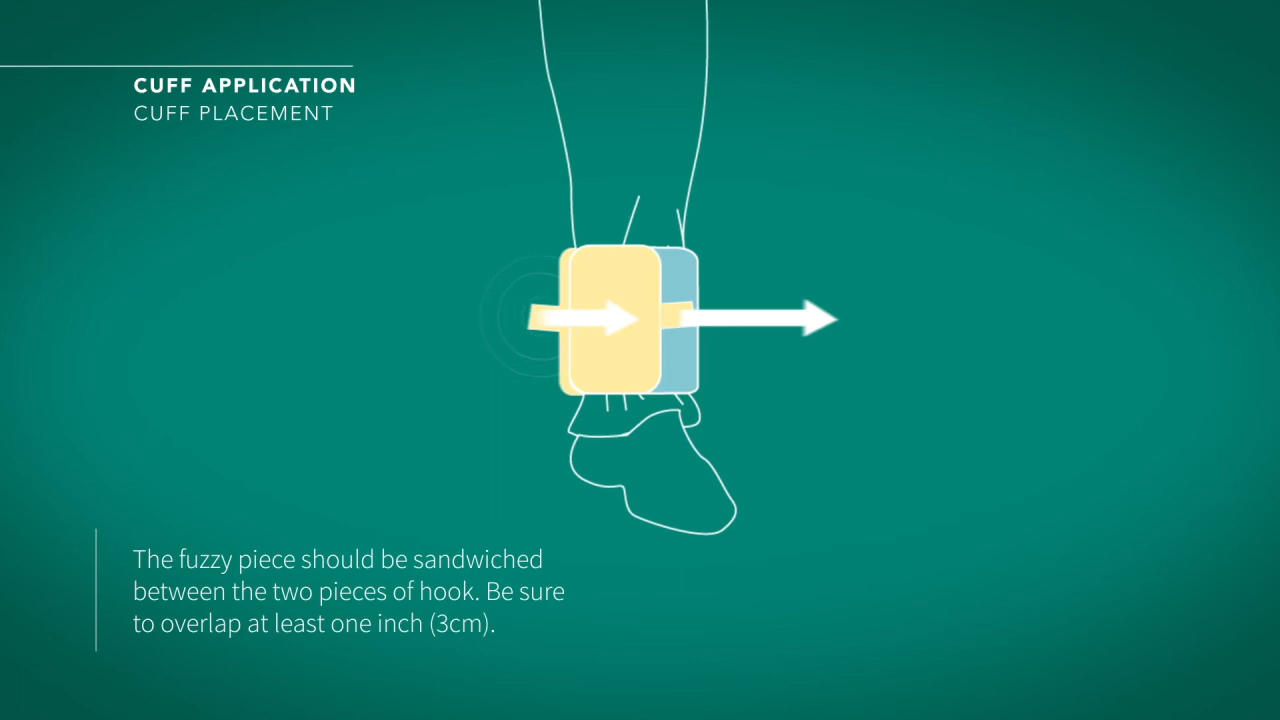 CUFF APPLICATION
CUFF PLACEMENT
The fuzzy piece should be sandwiched
between the two pieces of hook. Be sure
to overlap at least one inch (3cm).